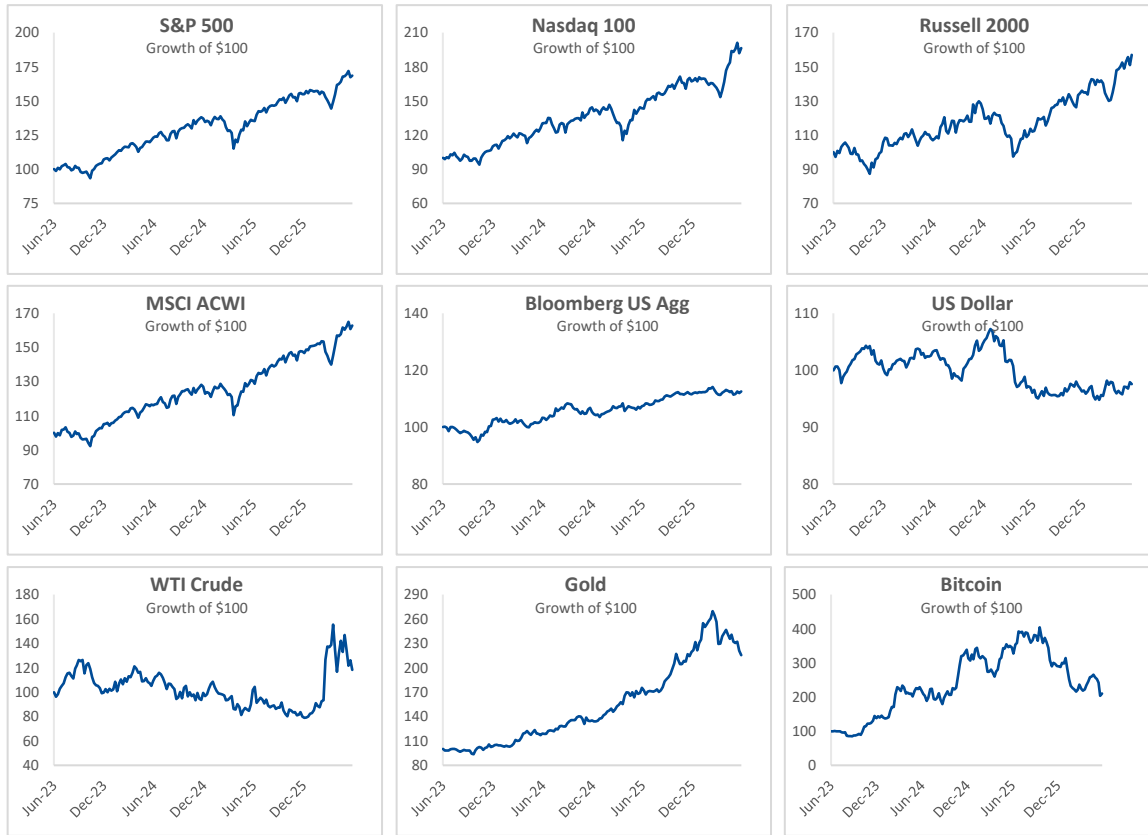 S&P 500
Growth of $100
200
175
150
125
100
75
Jun-23
Dec-23
Jun-24
Dec-24
Jun-25
Dec-25
Nasdaq 100
Growth of $100
210
180
150
120
90
60
Jun-23
Dec-23
Jun-24
Dec-24
Jun-25
Dec-25
Russell 2000
Growth of $100
170
150
130
110
90
70
Jun-23
Dec-23
Jun-24
Dec-24
Jun-25
Dec-25
MSCI ACWI
Growth of $100
170
150
130
110
90
70
Jun-23
Dec-23
Jun-24
Dec-24
Jun-25
Dec-25
Bloomberg US Agg
Growth of $100
140
120
100
80
Jun-23
Dec-23
Jun-24
Dec-24
Jun-25
Dec-25
US Dollar
Growth of $100
110
100
90
80
Jun-23
Dec-23
Jun-24
Dec-24
Jun-25
Dec-25
WTI Crude
Growth of $100
180
160
140
120
100
80
60
40
Jun-23
Dec-23
Jun-24
Dec-24
Jun-25
Dec-25
Gold
Growth of $100
290
260
230
200
170
140
110
80
Jun-23
Dec-23
Jun-24
Dec-24
Jun-25
Dec-25
Bitcoin
Growth of $100
500
400
300
200
100
0
Jun-23
Dec-23
Jun-24
Dec-24
Jun-25
Dec-25